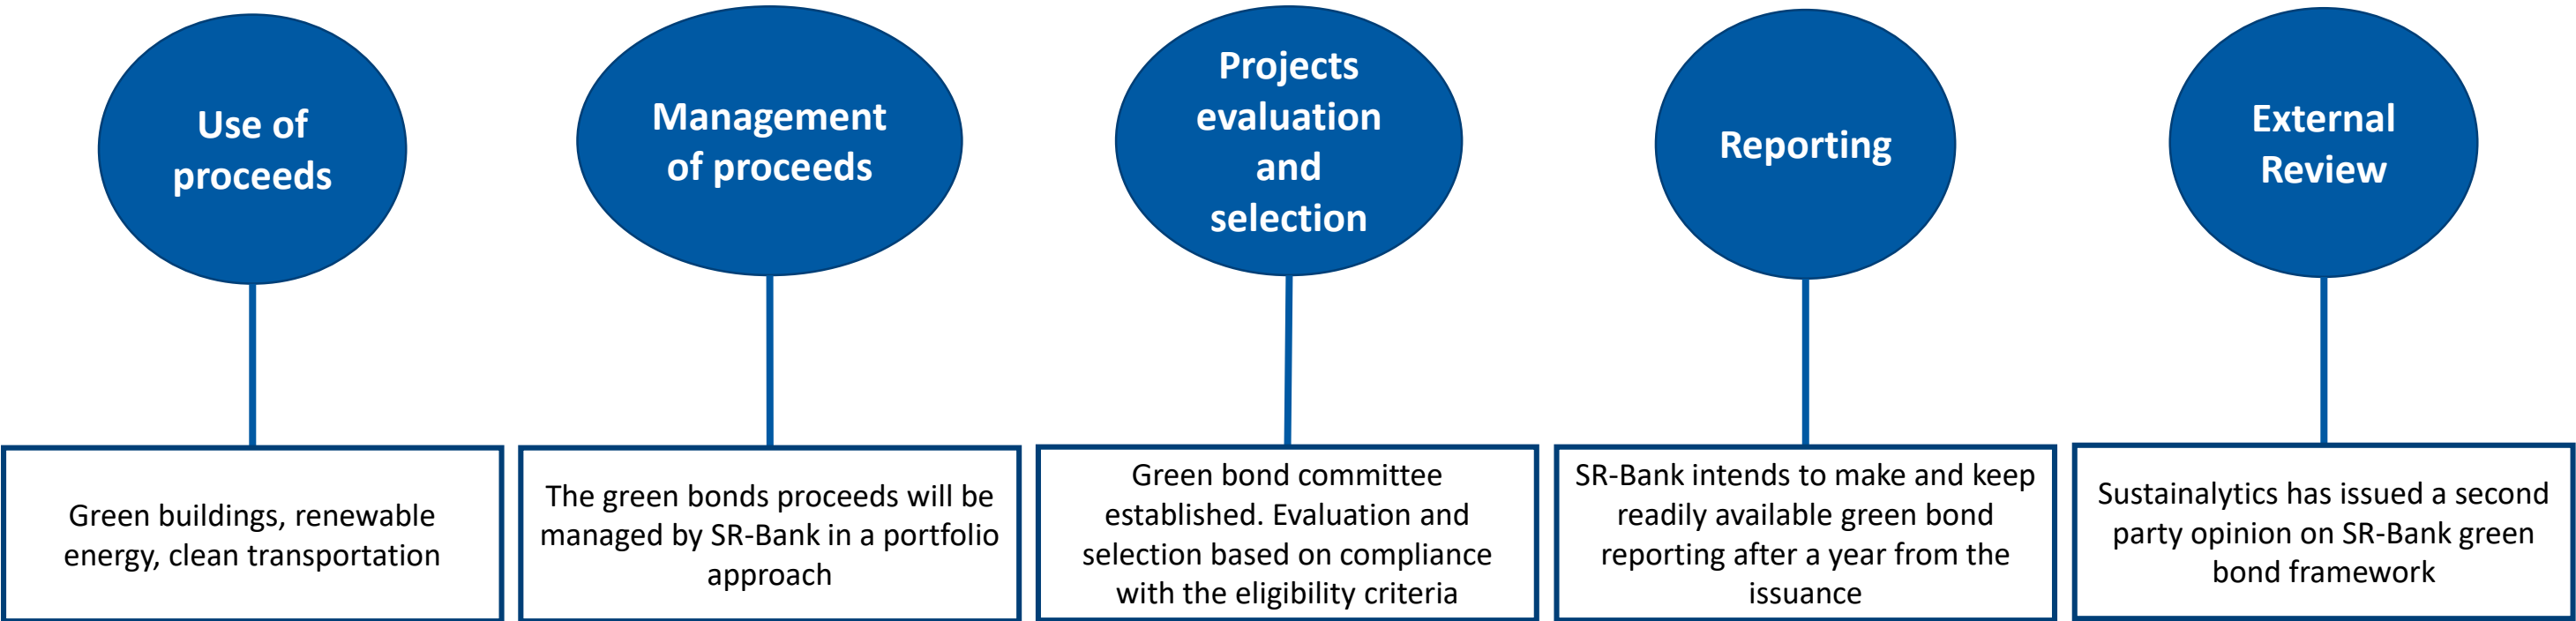 Use of
proceeds
Management
of proceeds
Projects
evaluation
and
selection
Reporting
External
Review
Green buildings, renewable
energy, clean transportation
The green bonds proceeds will be
managed by SR-Bank in a portfolio
approach
Green bond committee
established. Evaluation and
selection based on compliance
with the eligibility criteria
SR-Bank intends to make and keep
readily available green bond
reporting after a year from the
issuance
Sustainalytics has issued a second
party opinion on SR-Bank green
bond framework